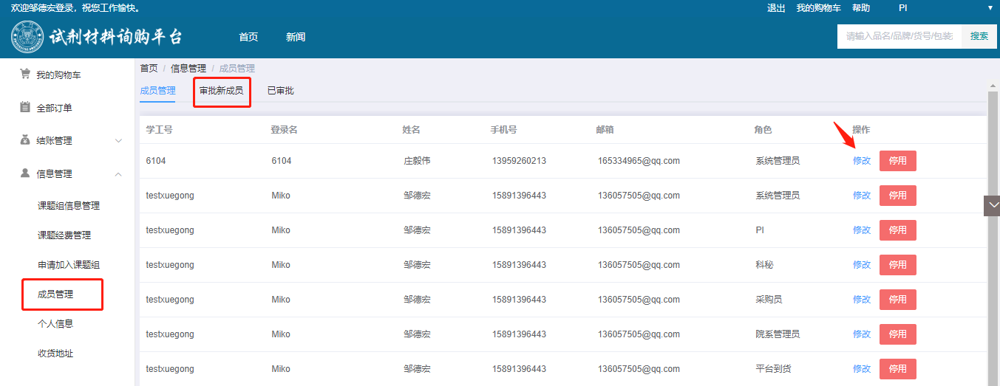 欢迎邹德宏登录，祝您工作愉快。 退出 我的购物车 帮助 PI
试剂材料询购平台 首页 新闻 请输入品名/品牌/货号/包装 搜索
我的购物车
全部订单
结账管理
信息管理
课题组信息管理
课题经费管理
申请加入课题组
成员管理
个人信息
收货地址
首页 / 信息管理 / 成员管理
成员管理 审批新成员 已审批
学工号 登录名 姓名 手机号 邮箱 角色 操作
6104 6104 庄毅伟 13959260213 165334965@qq.com 系统管理员 修改 停用
testxuegong Miko 邹德宏 15891396443 136057505@qq.com 系统管理员 修改 停用
testxuegong Miko 邹德宏 15891396443 136057505@qq.com PI 修改 停用
testxuegong Miko 邹德宏 15891396443 136057505@qq.com 科秘 修改 停用
testxuegong Miko 邹德宏 15891396443 136057505@qq.com 采购员 修改 停用
testxuegong Miko 邹德宏 15891396443 136057505@qq.com 院系管理员 修改 停用
testxuegong Miko 邹德宏 15891396443 136057505@qq.com 平台到货 修改 停用